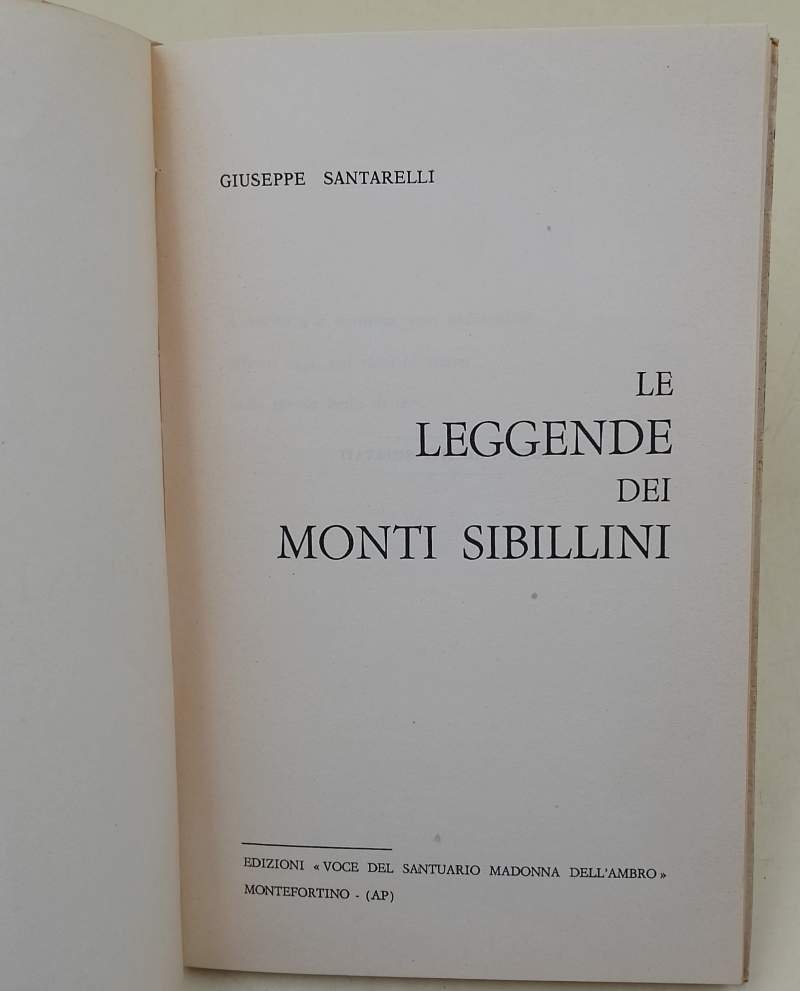 GIUSEPPE SANTARELLI
LE
LEGGENDE
DEI
MONTI SIBILLINI
EDIZIONI « VOCE DEL SANTUARIO MADONNA DELL'AMBRO »
MONTEFORTINO - (AP)